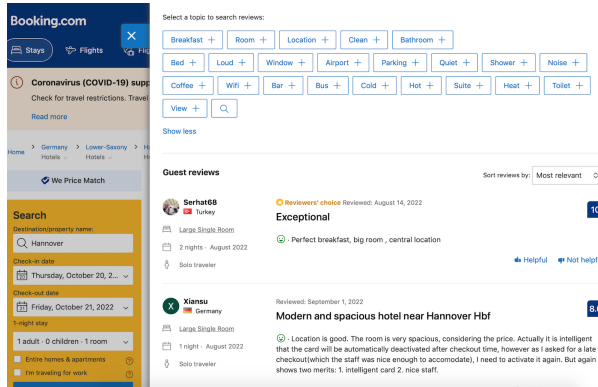 Booking.com
Stays
Flights
Coronavirus (COVID-19) supp
Check for travel restrictions. Travel
Read more
Home
Germany
Hotels
Lower-Saxony
Hotels
We Price Match
Search
Destination/property name:
Hannover
Check-in date
Thursday, October 20, 2...
Check-out date
Friday, October 21, 2022
1-night stay
1 adult · 0 children · 1 room
Entire homes & apartments
I'm traveling for work
Select a topic to search reviews:
Breakfast + Room + Location + Clean + Bathroom +
Bed + Loud + Window + Airport + Parking + Quiet + Shower + Noise +
Coffee + Wifi + Bar + Bus + Cold + Hot + Suite + Heat + Toilet +
View +
Show less
Guest reviews
Sort reviews by: Most relevant
Serhat68
Turkey
Large Single Room
2 nights · August 2022
Solo traveler
Reviewers' choice Reviewed: August 14, 2022
10
Exceptional
· Perfect breakfast, big room , central location
Helpful Not helpf
X
Xiansu
Germany
Large Single Room
1 night · August 2022
Solo traveler
Reviewed: September 1, 2022
8.
Modern and spacious hotel near Hannover Hbf
· Location is good. The room is very spacious, considering the price. Actually it is intelligent
that the card will be automatically deactivated after checkout time, however as I asked for a late
checkout(which the staff was nice enough to accomodate), I need to activate it again. But again
shows two merits: 1. intelligent card 2. nice staff.